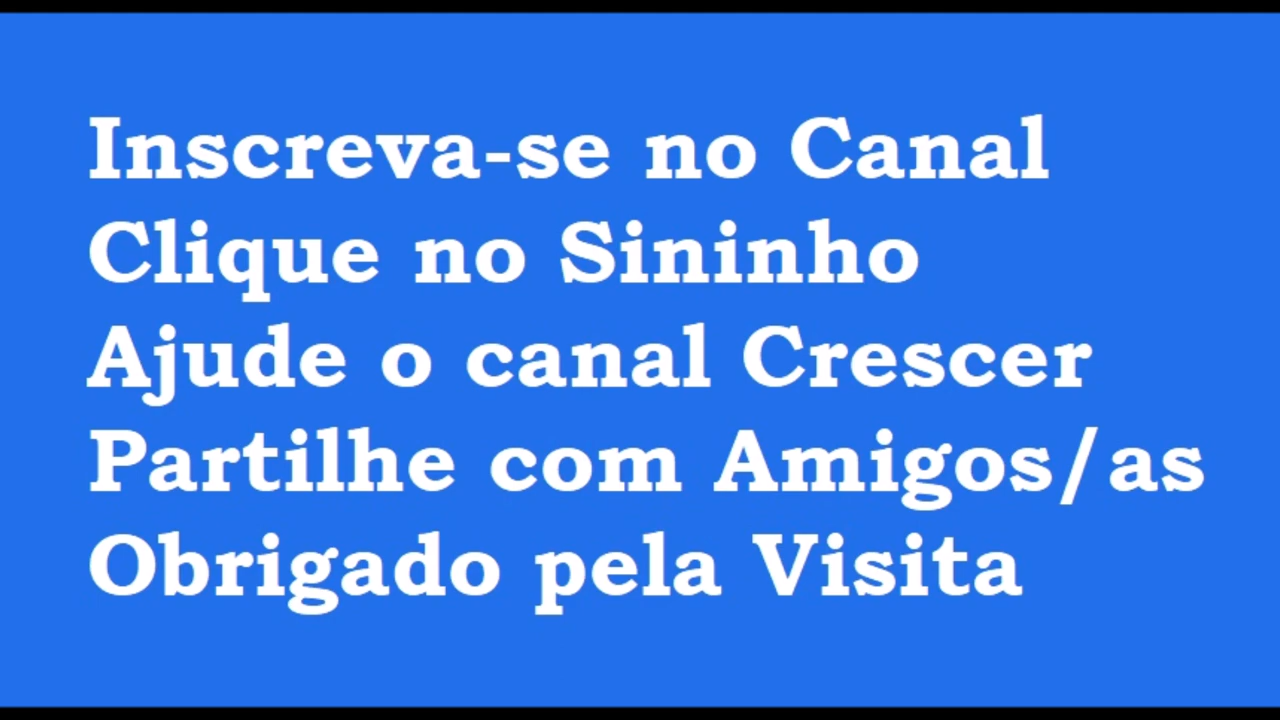 Inscreva-se no Canal
Clique no Sininho
Ajude o canal Crescer
Partilhe com Amigos/as
Obrigado pela Visita